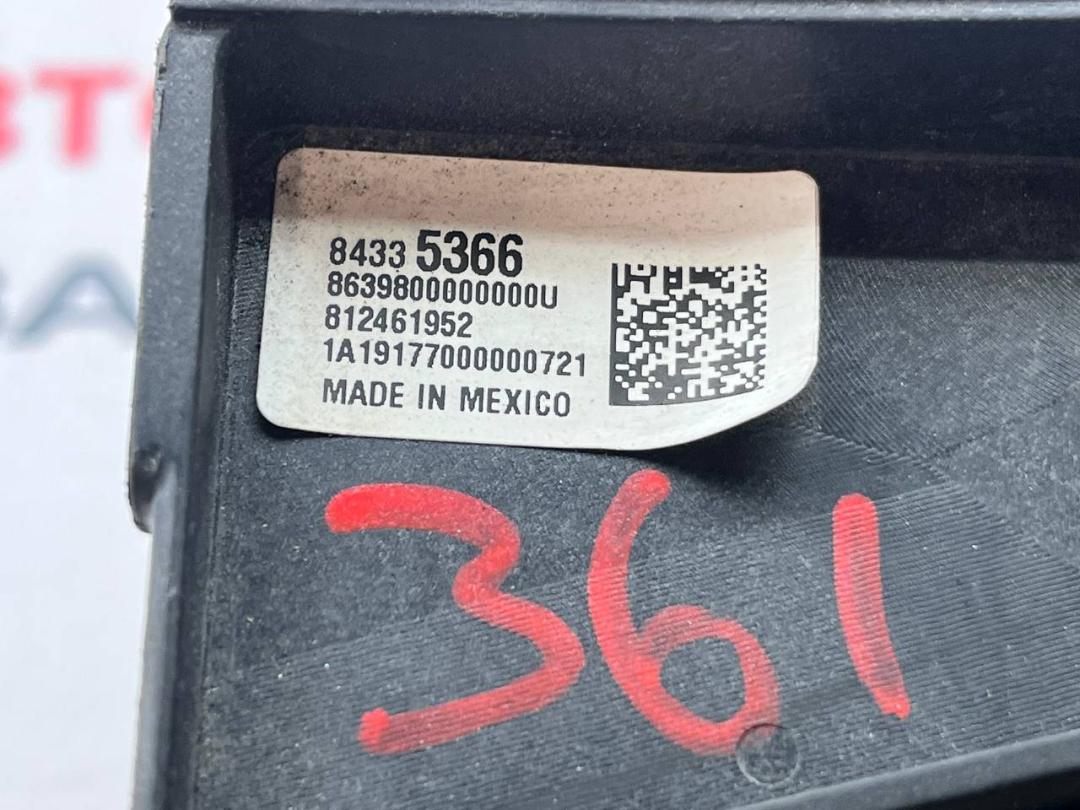 8433 5366
8639800000000U
812461952
1A19177000000721
MADE IN MEXICO
361